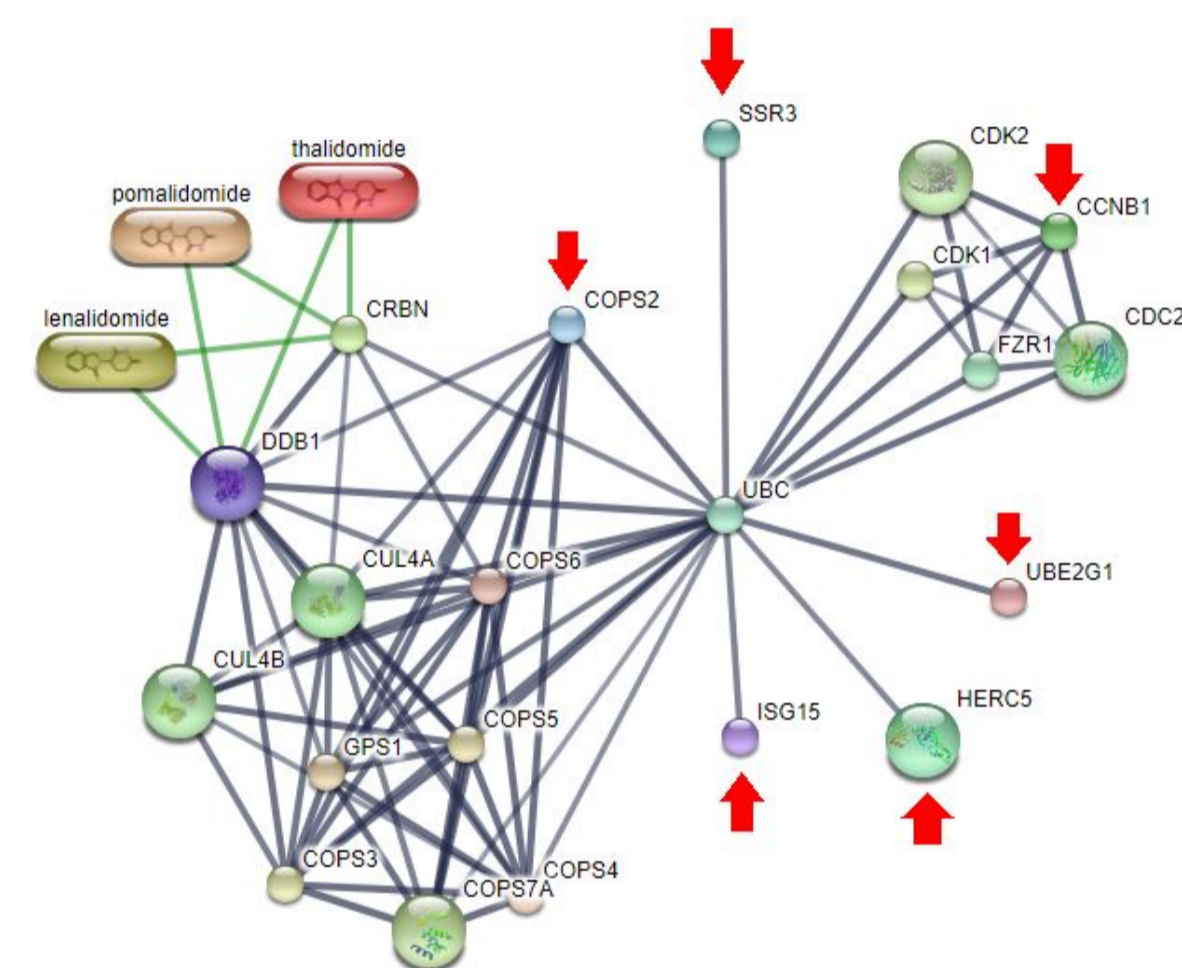 SSR3
CDK2
thalidomide
pomalidomide
CCNB1
CDK1
COPS2
CRBN
lenalidomide
CDC2
FZR1
DDB1
UBC
CUL4A
COPS6
UBE2G1
CUL4B
HERC5
ISG15
COPS5
GPS1
COPS3
COPS4
COPS7A